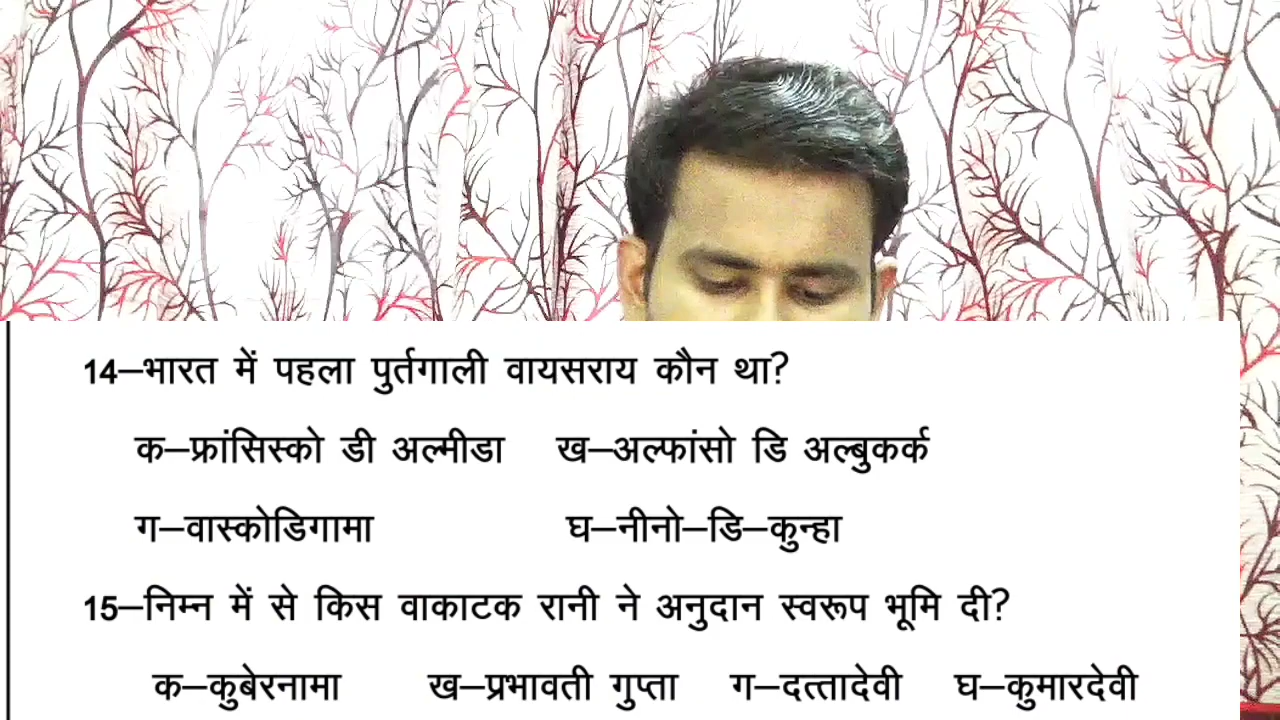 14–भारत में पहला पुर्तगाली वायसराय कौन था?
क–फ्रांसिस्को डी अल्मीडा ख–अल्फांसो डि अल्बुकर्क
ग–वास्कोडिगामा घ–नीनो–डि–कुन्हा
15–निम्न में से किस वाकाटक रानी ने अनुदान स्वरूप भूमि दी?
क–कुबेरनामा ख–प्रभावती गुप्ता ग–दत्तादेवी घ–कुमारदेवी